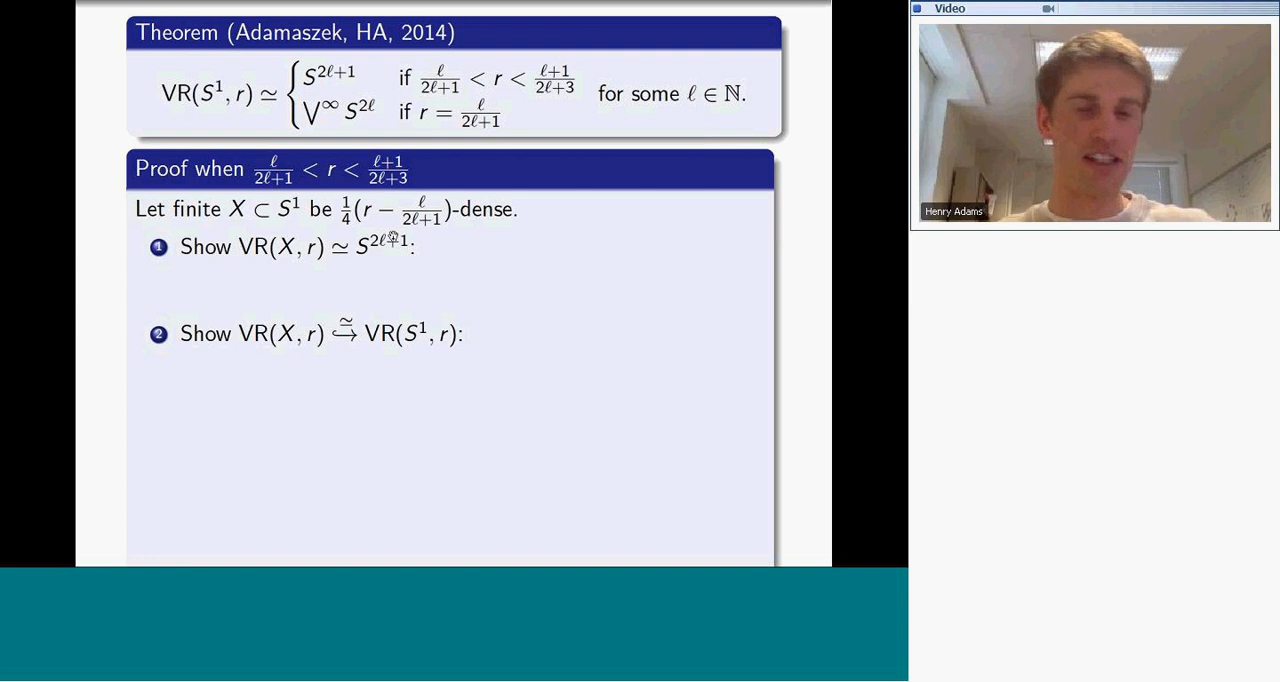 Theorem (Adamaszek, HA, 2014)
VR(S¹, r) ≃ { S^{2ℓ+1} if ℓ/(2ℓ+1) < r < (ℓ+1)/(2ℓ+3)
⋁^∞ S^{2ℓ} if r = ℓ/(2ℓ+1)
for some ℓ ∈ ℕ.
Proof when ℓ/(2ℓ+1) < r < (ℓ+1)/(2ℓ+3)
Let finite X ⊂ S¹ be ¼(r − ℓ/(2ℓ+1))-dense.
1 Show VR(X, r) ≃ S^{2ℓ+1}:
2 Show VR(X, r) ↪^≃ VR(S¹, r):
Video
Henry Adams